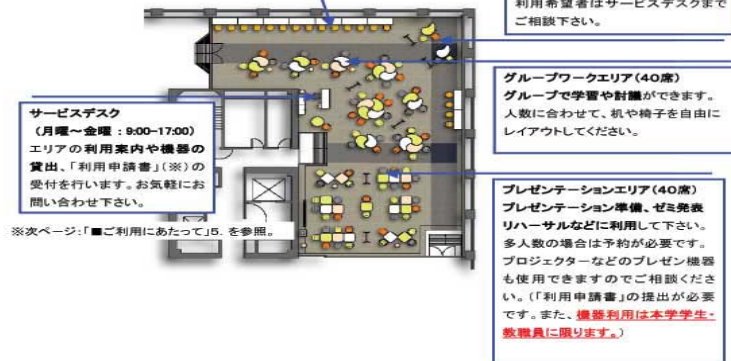 利用希望者はサービスデスクまで
ご相談下さい。
グループワークエリア(40席)
グループで学習や討議ができます。
人数に合わせて、机や椅子を自由に
レイアウトしてください。
サービスデスク
(月曜～金曜：9:00-17:00)
エリアの利用案内や機器の
貸出、「利用申請書」(※)の
受付を行います。お気軽にお
問い合わせ下さい。
※次ページ:「■ご利用にあたって」5. を参照。
プレゼンテーションエリア(40席)
プレゼンテーション準備、ゼミ発表
リハーサルなどに利用して下さい。
多人数の場合は予約が必要です。
プロジェクターなどのプレゼン機器
も使用できますのでご相談くださ
い。(「利用申請書」の提出が必要
です。また、機器利用は本学学生・
教職員に限ります。)